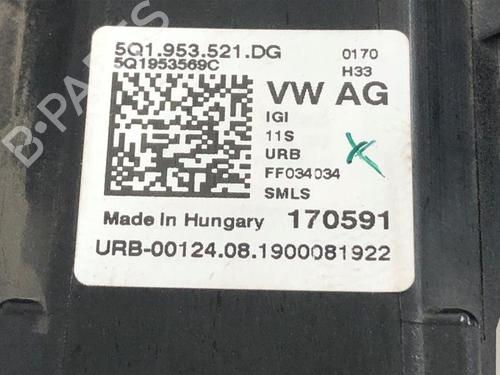 5Q1.953.521.DG
5Q1953569C
0170
H33
VW AG
IGI
11S
URB
FF034034
SMLS
Made in Hungary 170591
URB-00124.08.1900081922